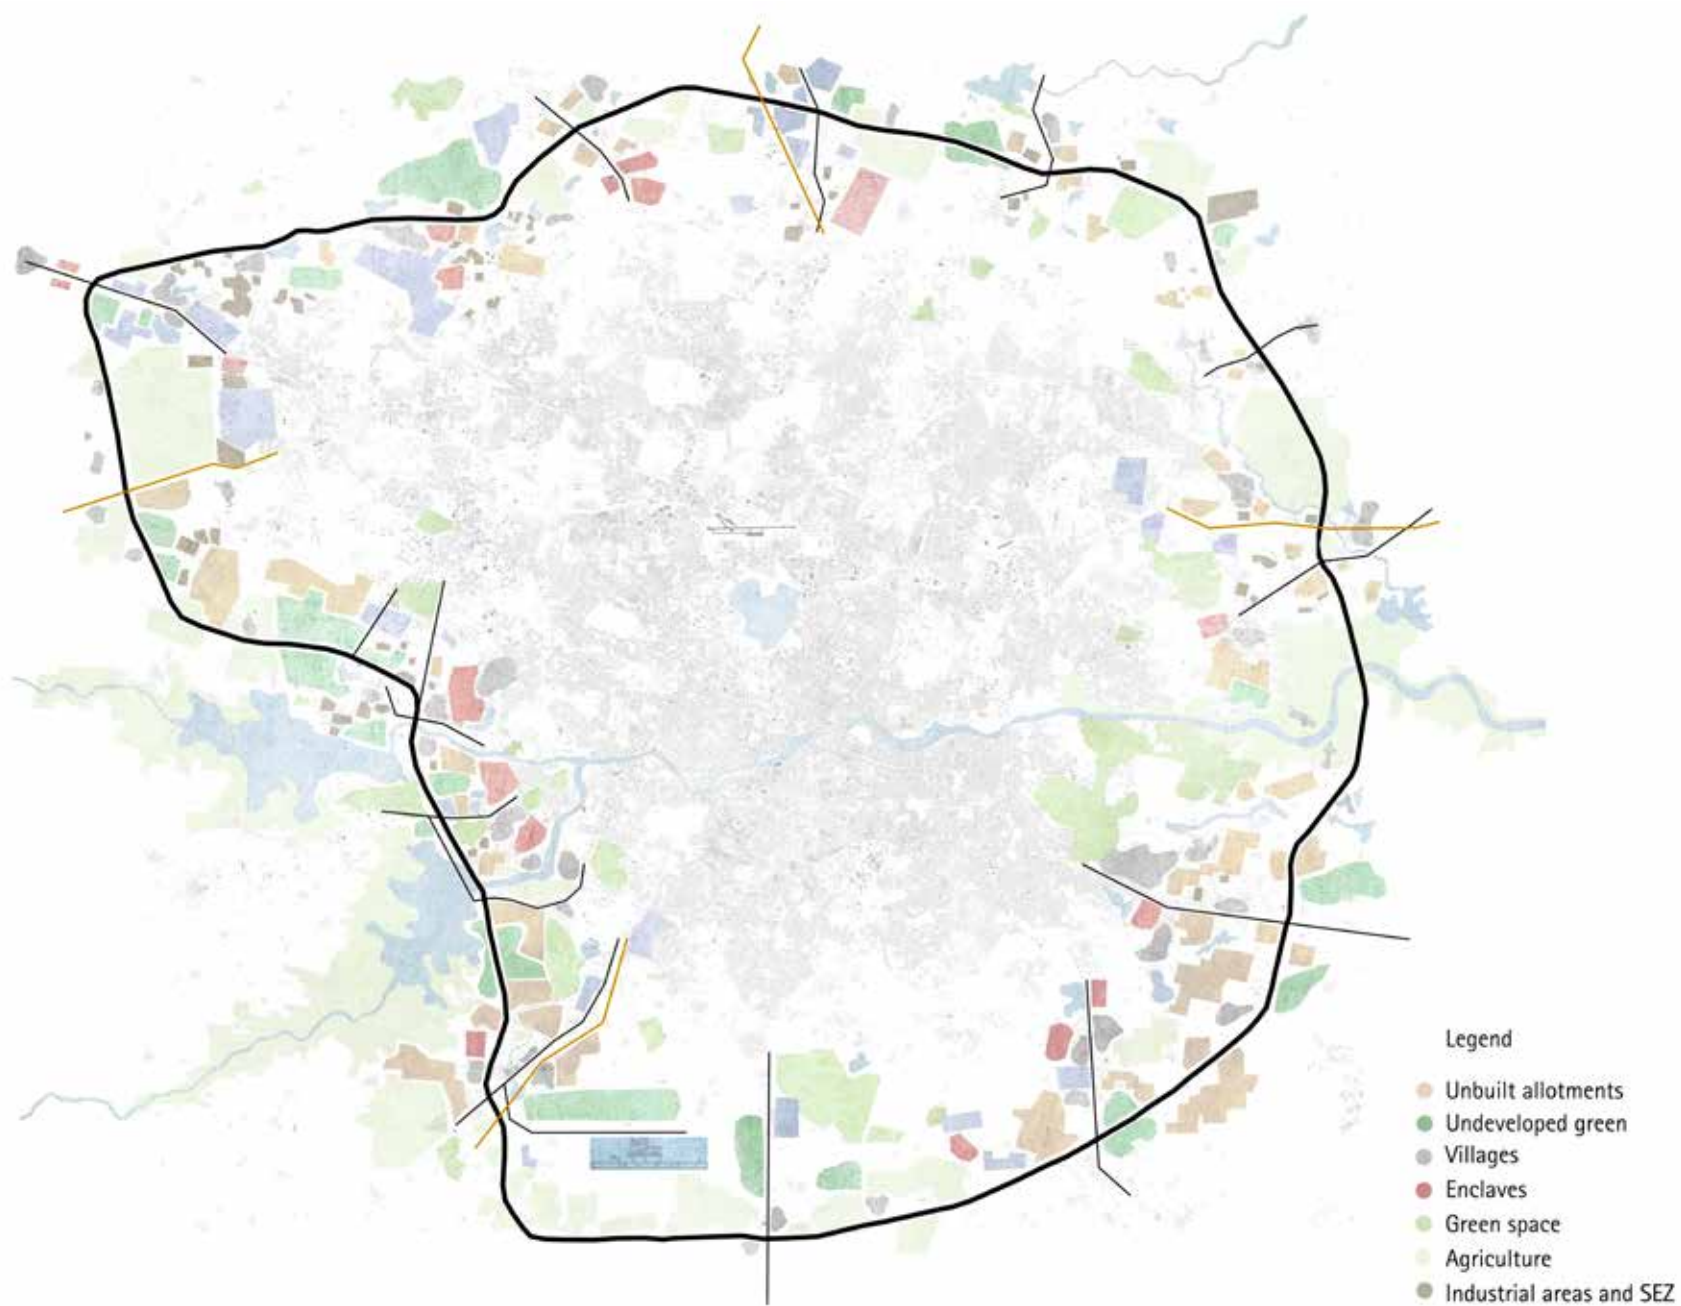 Legend
Unbuilt allotments
Undeveloped green
Villages
Enclaves
Green space
Agriculture
Industrial areas and SEZ